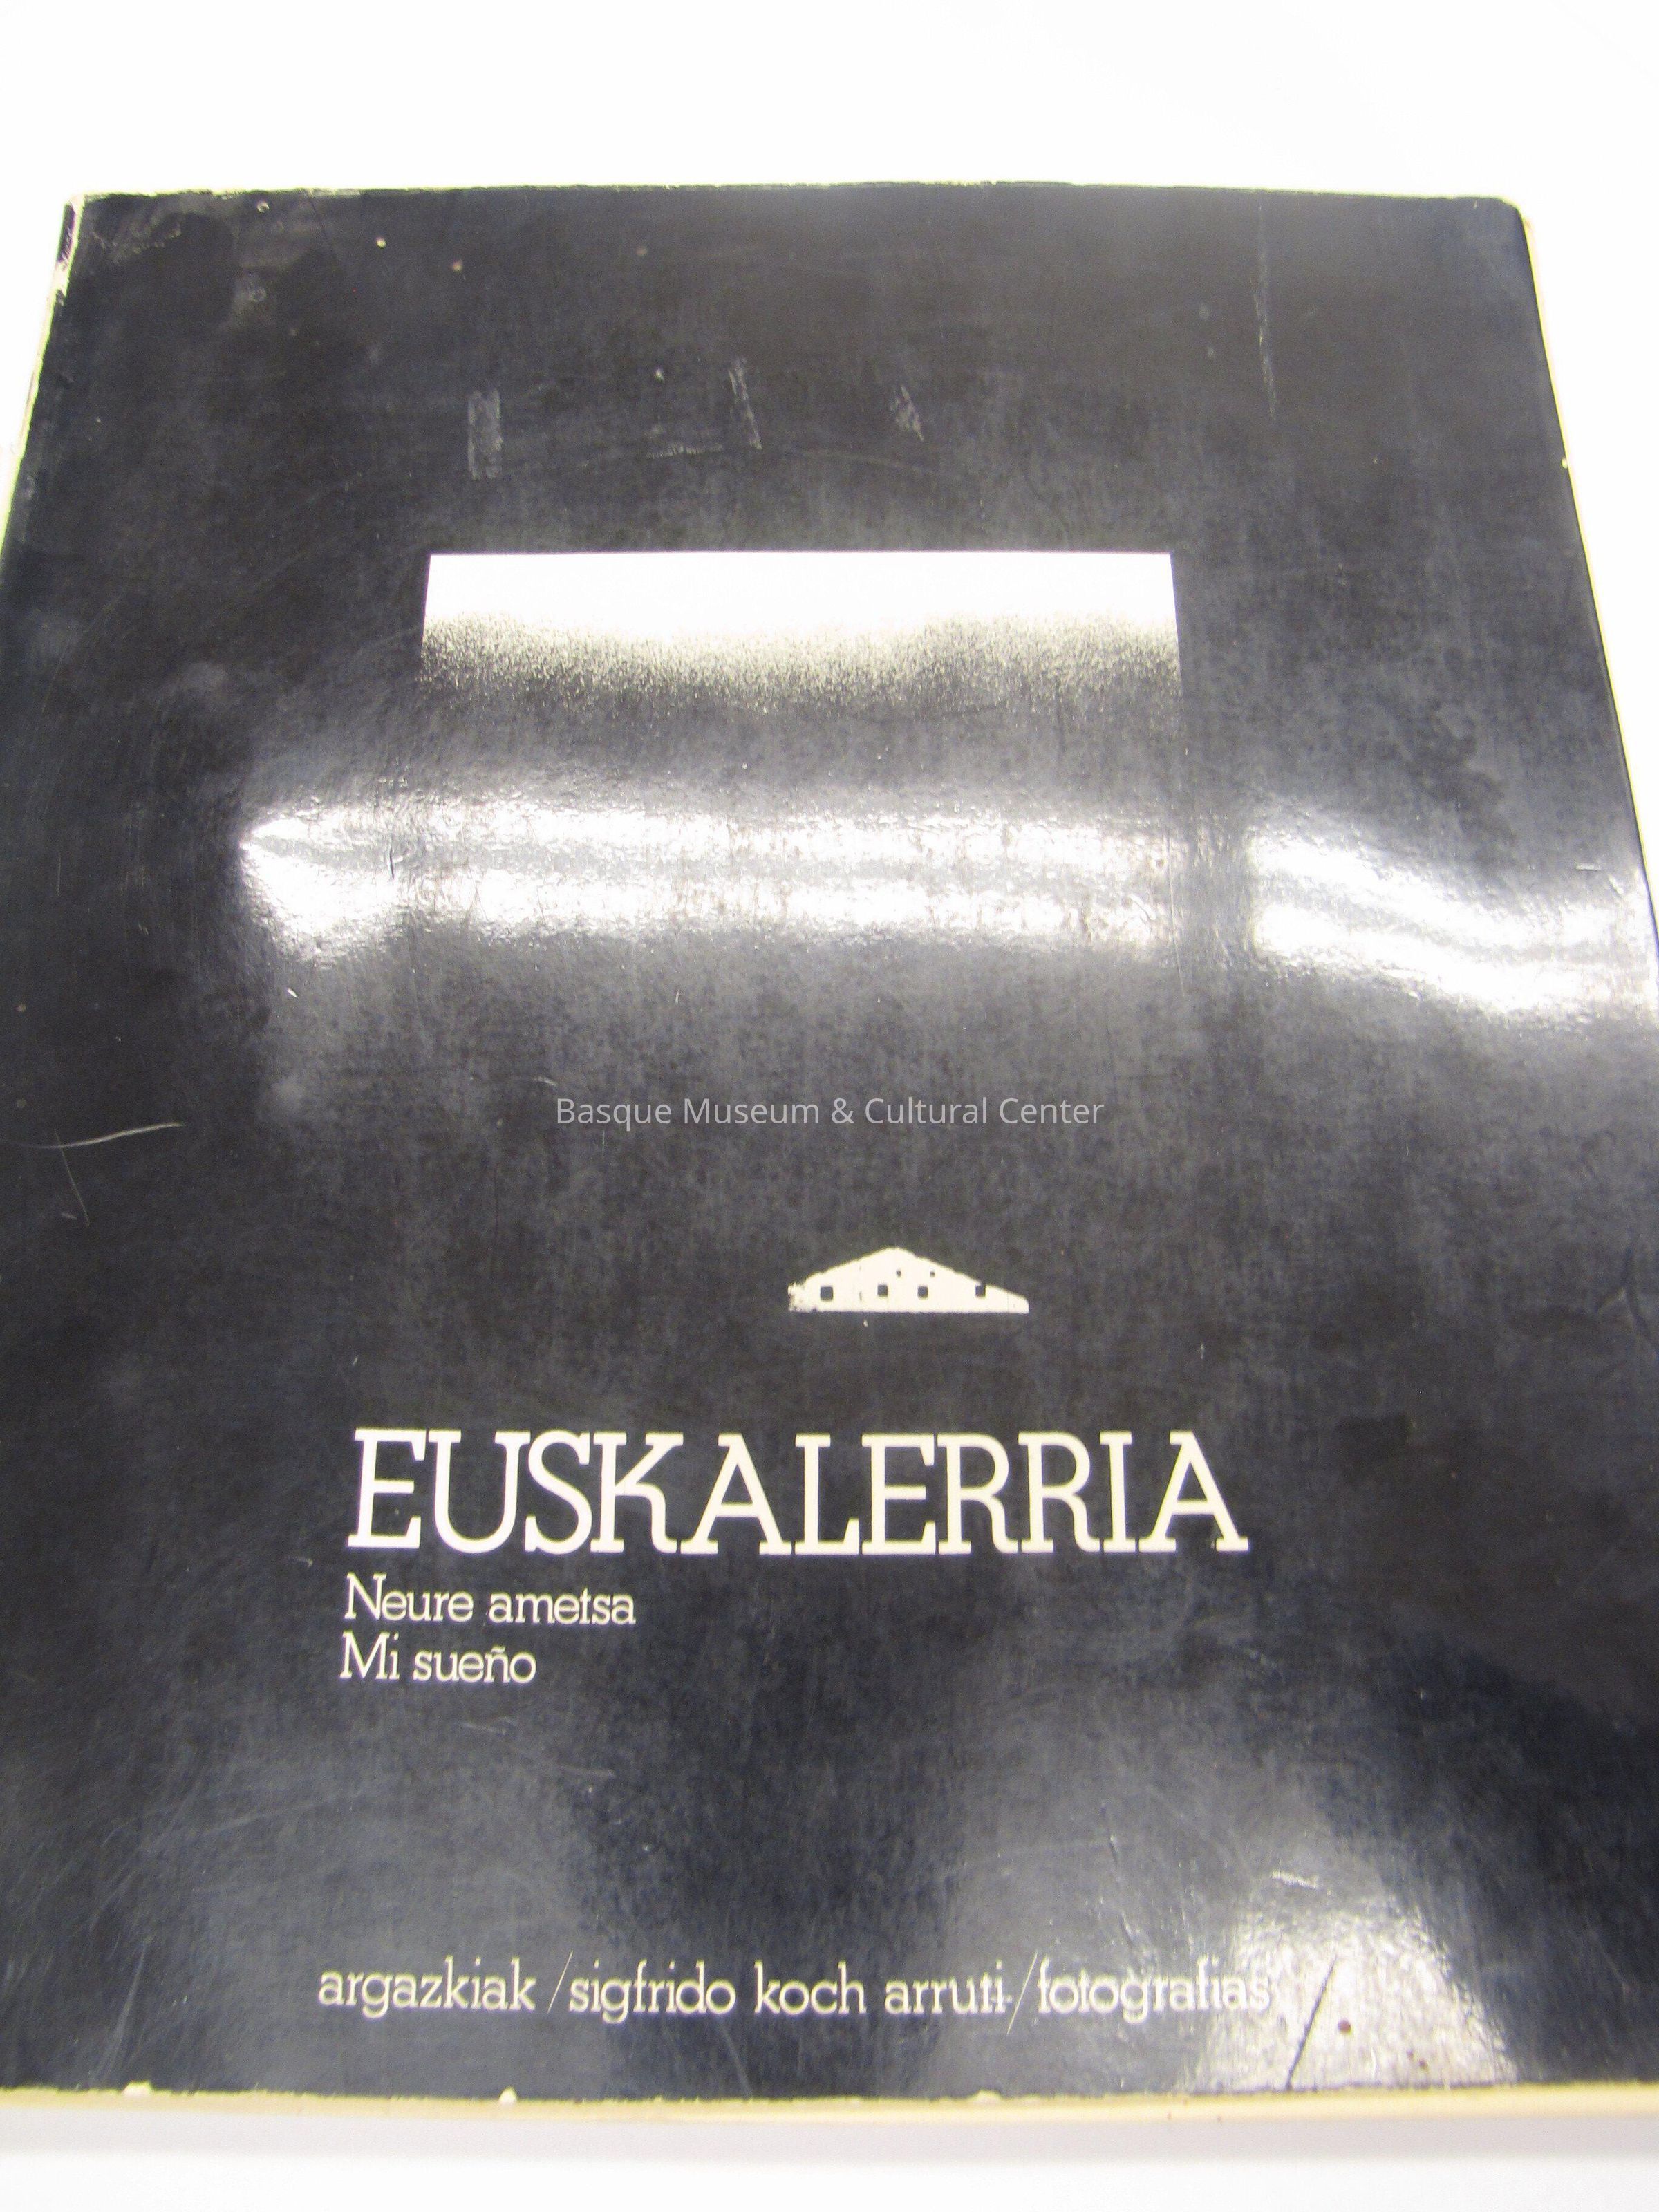 Basque Museum & Cultural Center
EUSKALERRIA
Neure ametsa
Mi sueño
argazkiak / sigfrido koch arruti / fotografias